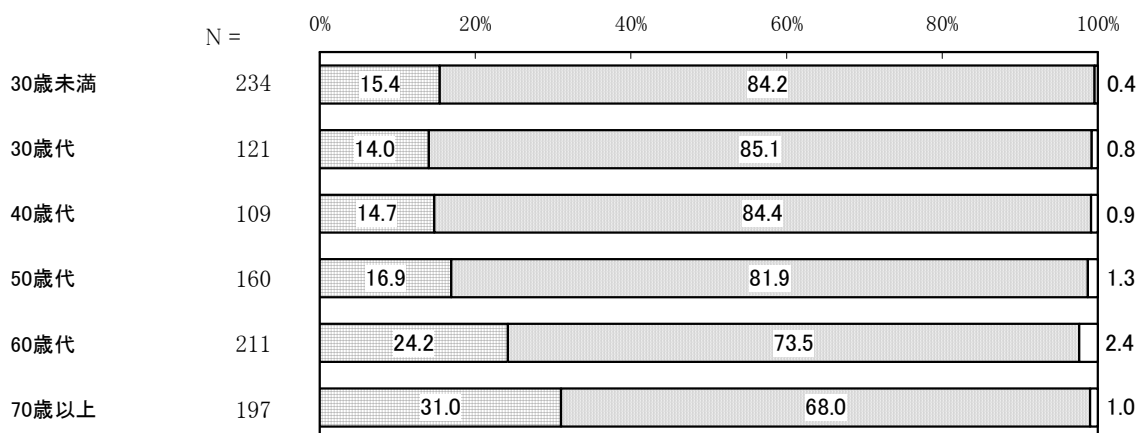 0% 20% 40% 60% 80% 100%
N =
30歳未満 234 15.4 84.2 0.4
30歳代 121 14.0 85.1 0.8
40歳代 109 14.7 84.4 0.9
50歳代 160 16.9 81.9 1.3
60歳代 211 24.2 73.5 2.4
70歳以上 197 31.0 68.0 1.0